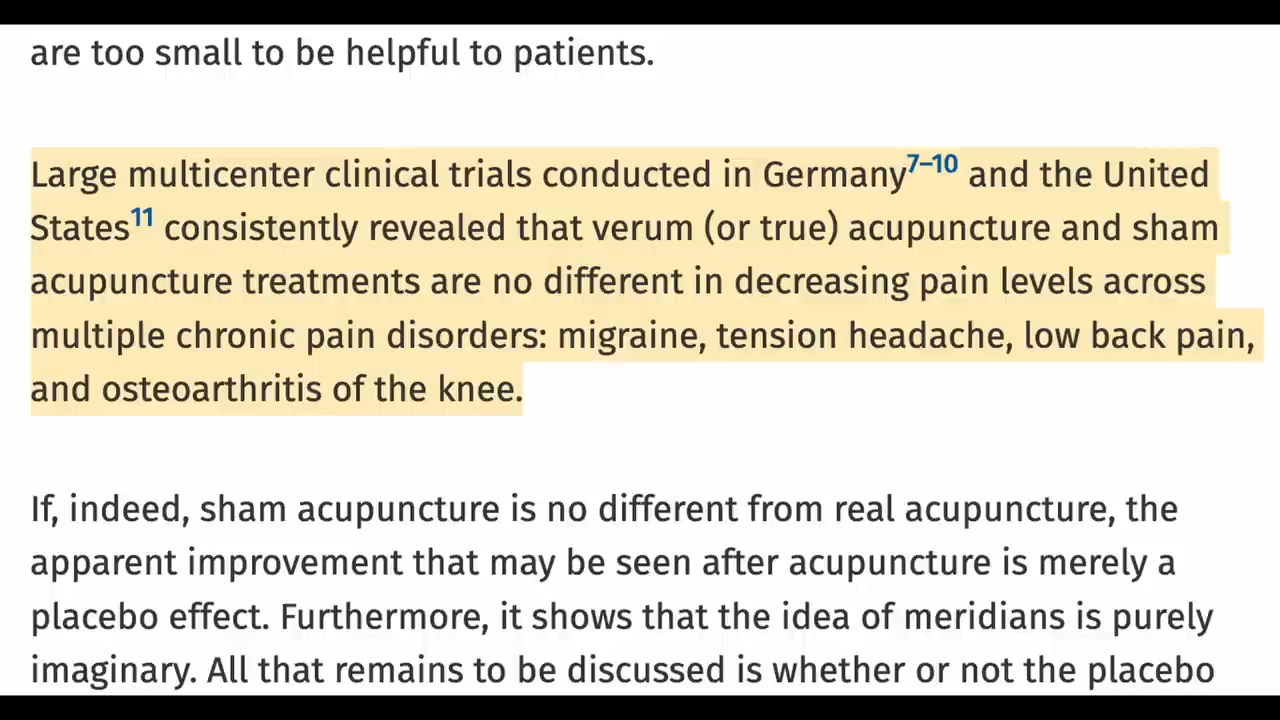 are too small to be helpful to patients.
Large multicenter clinical trials conducted in Germany7–10 and the United
States11 consistently revealed that verum (or true) acupuncture and sham
acupuncture treatments are no different in decreasing pain levels across
multiple chronic pain disorders: migraine, tension headache, low back pain,
and osteoarthritis of the knee.
If, indeed, sham acupuncture is no different from real acupuncture, the
apparent improvement that may be seen after acupuncture is merely a
placebo effect. Furthermore, it shows that the idea of meridians is purely
imaginary. All that remains to be discussed is whether or not the placebo